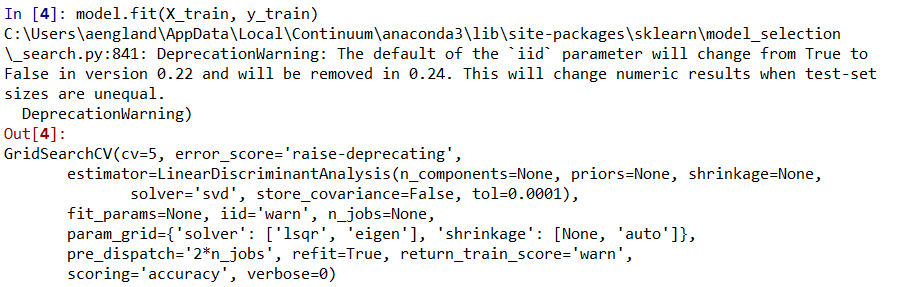 In [4]: model.fit(X_train, y_train)
C:\Users\aengland\AppData\Local\Continuum\anaconda3\lib\site-packages\sklearn\model_selection
\_search.py:841: DeprecationWarning: The default of the `iid` parameter will change from True to
False in version 0.22 and will be removed in 0.24. This will change numeric results when test-set
sizes are unequal.
  DeprecationWarning)
Out[4]:
GridSearchCV(cv=5, error_score='raise-deprecating',
       estimator=LinearDiscriminantAnalysis(n_components=None, priors=None, shrinkage=None,
              solver='svd', store_covariance=False, tol=0.0001),
       fit_params=None, iid='warn', n_jobs=None,
       param_grid={'solver': ['lsqr', 'eigen'], 'shrinkage': [None, 'auto']},
       pre_dispatch='2*n_jobs', refit=True, return_train_score='warn',
       scoring='accuracy', verbose=0)